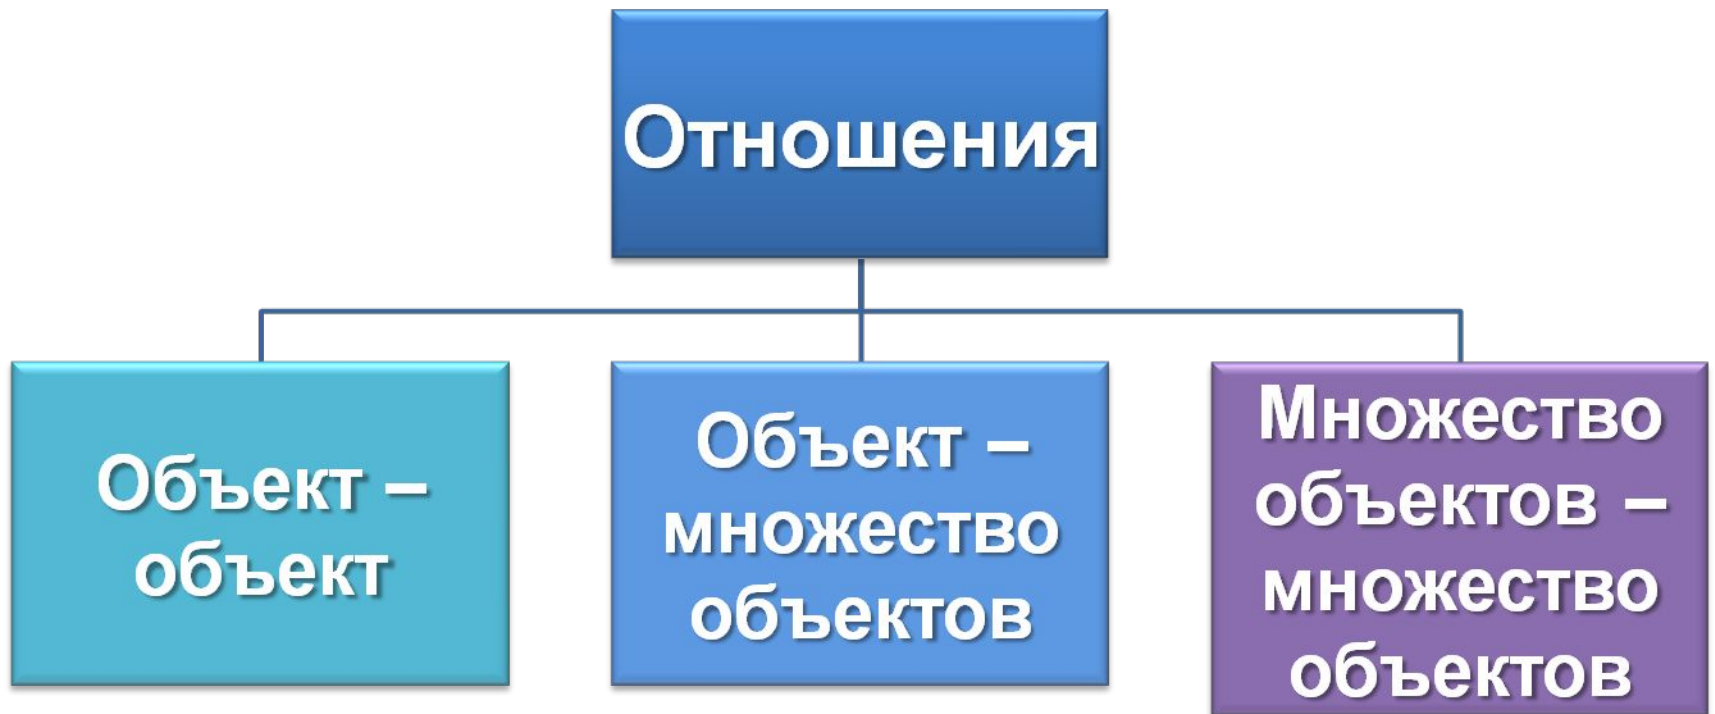 Отношения
Объект –
объект
Объект –
множество
объектов
Множество
объектов –
множество
объектов